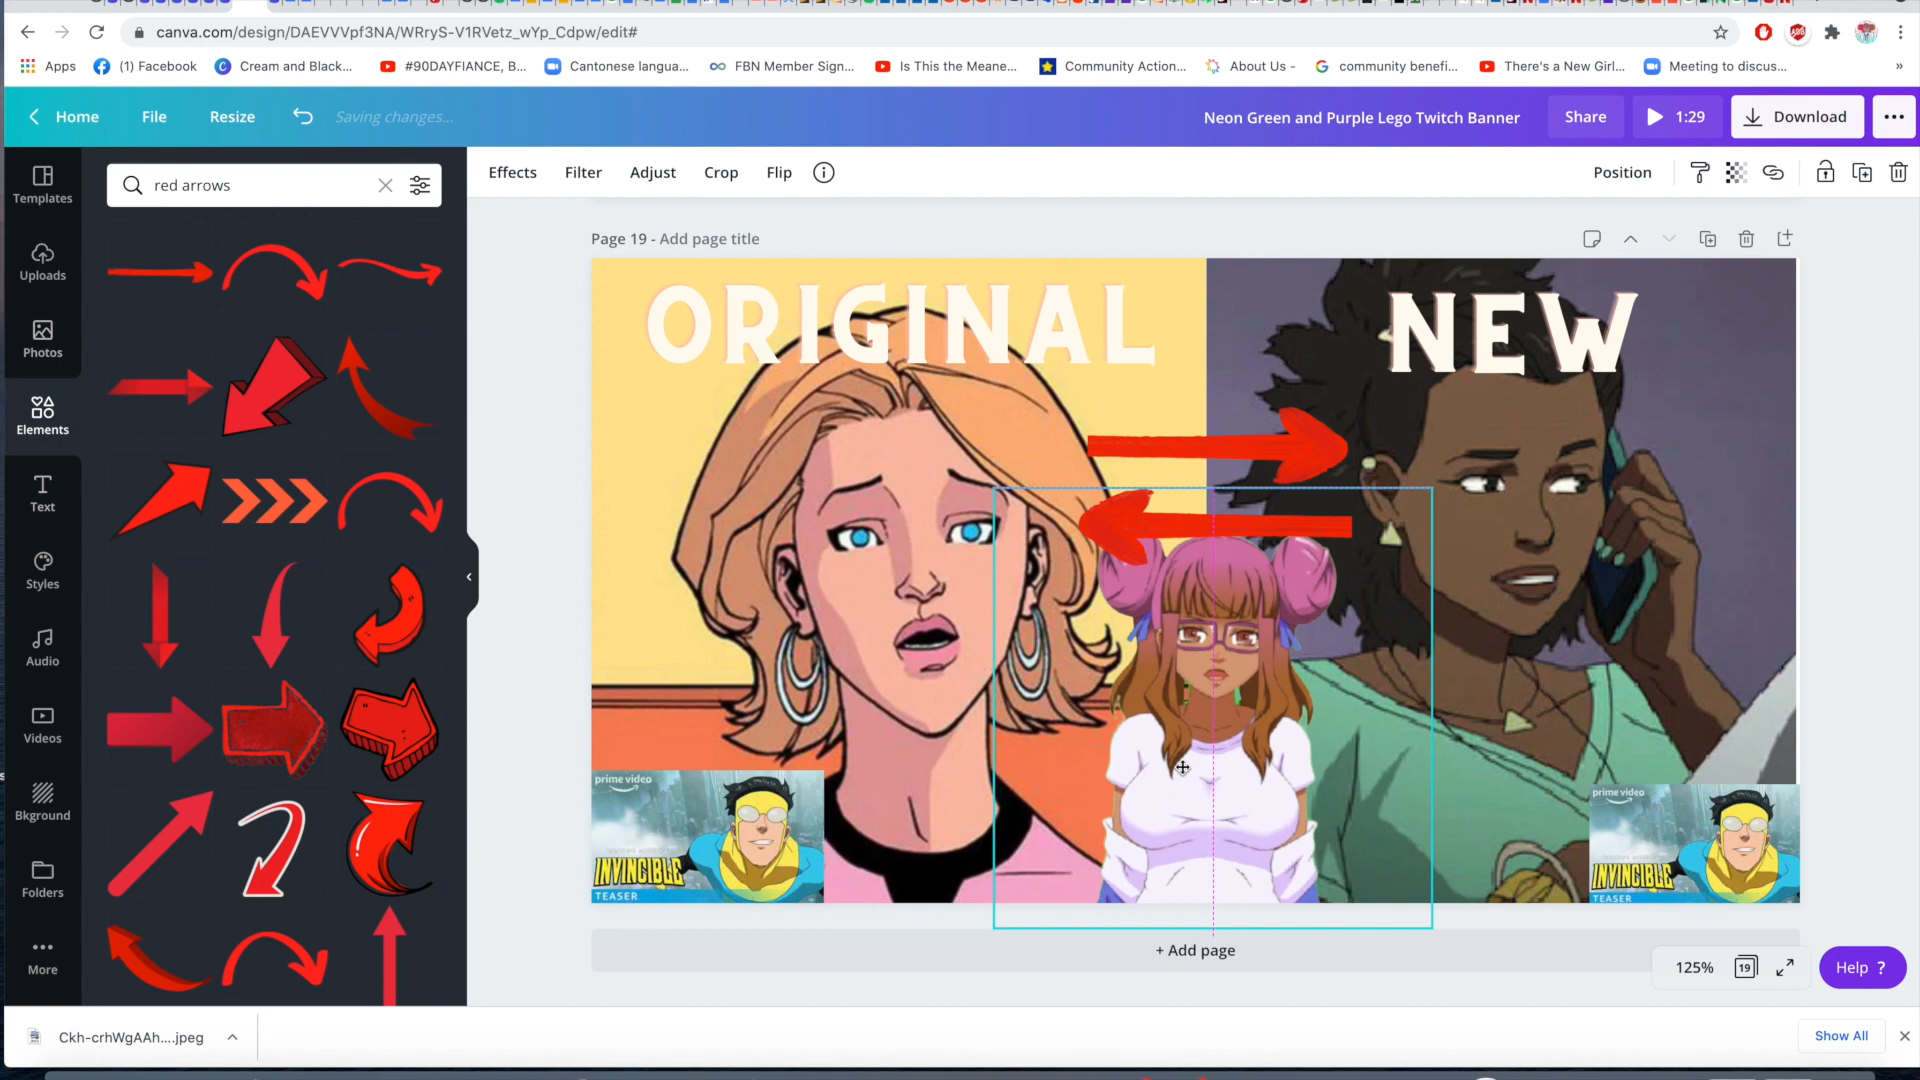 canva.com/design/DAEVVVpf3NA/WRryS-V1RVetz_wYp_Cdpw/edit#
Apps (1) Facebook Cream and Black... #90DAYFIANCE, B... Cantonese langua... FBN Member Sign... Is This the Meane... Community Action... About Us - community benefi... There's a New Girl... Meeting to discus... »
Home File Resize Saving changes... Neon Green and Purple Lego Twitch Banner Share 1:29 Download
Effects Filter Adjust Crop Flip Position
red arrows
Templates
Uploads
Photos
Elements
Text
Styles
Audio
Videos
Bkground
Folders
More
Page 19 - Add page title
ORIGINAL
NEW
prime video
INVINCIBLE
TEASER
prime video
INVINCIBLE
TEASER
+ Add page
125% 19 Help ?
Ckh-crhWgAAh....jpeg
Show All